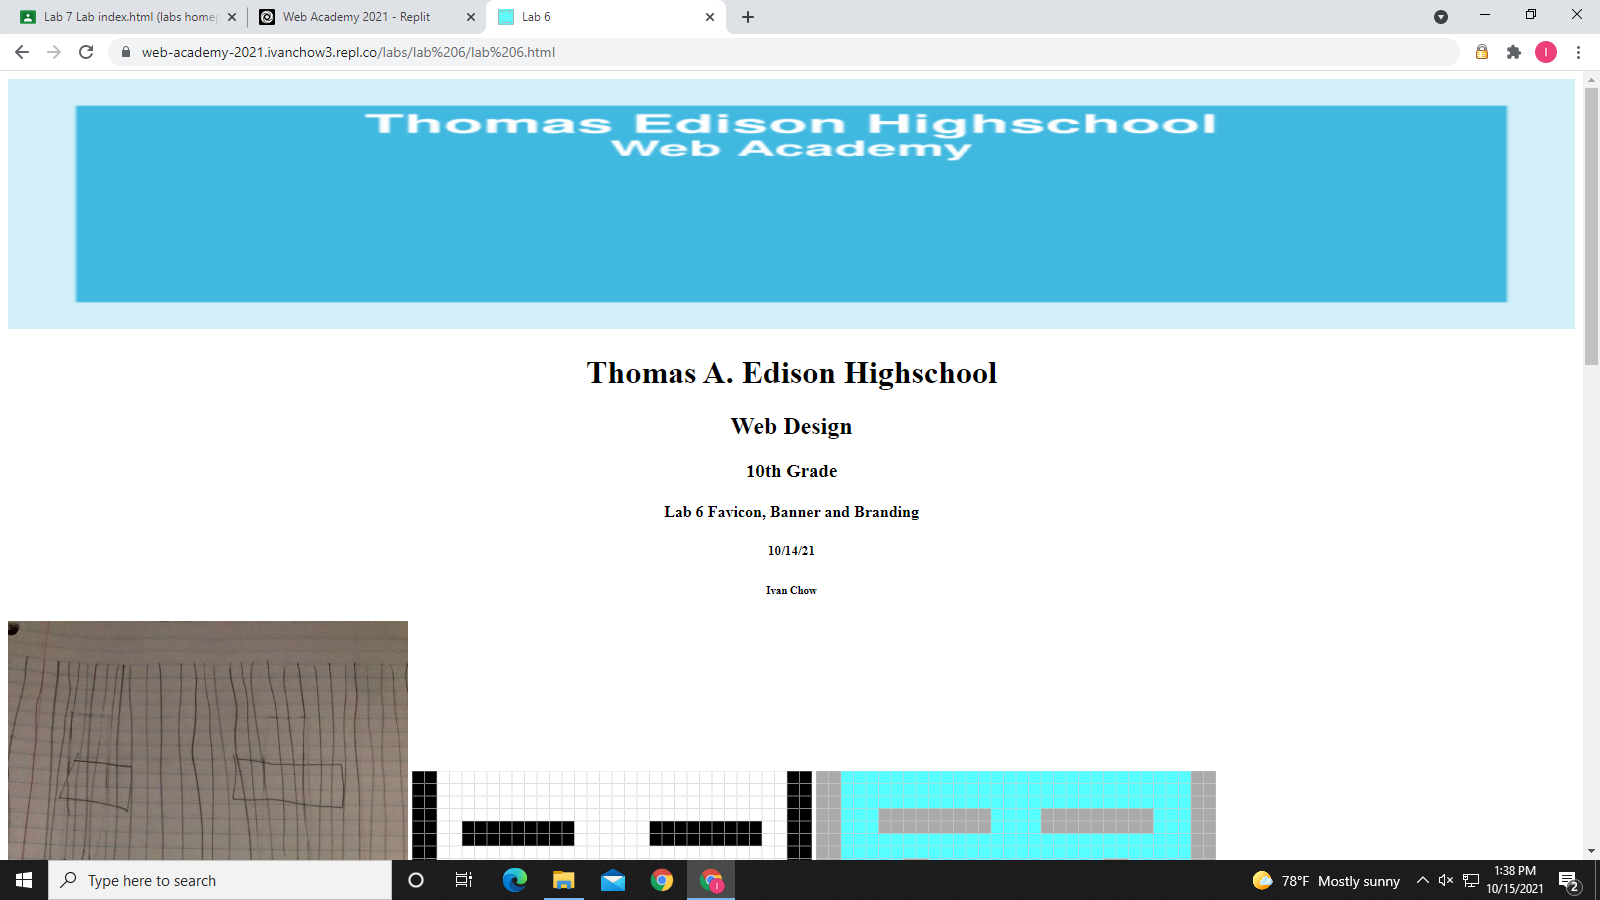 Lab 7 Lab index.html (labs home
Web Academy 2021 - Replit
Lab 6
web-academy-2021.ivanchow3.repl.co/labs/lab%206/lab%206.html
I
Thomas Edison Highschool
Web Academy
Thomas A. Edison Highschool
Web Design
10th Grade
Lab 6 Favicon, Banner and Branding
10/14/21
Ivan Chow
Type here to search
I
78°F Mostly sunny
1:38 PM
10/15/2021
2